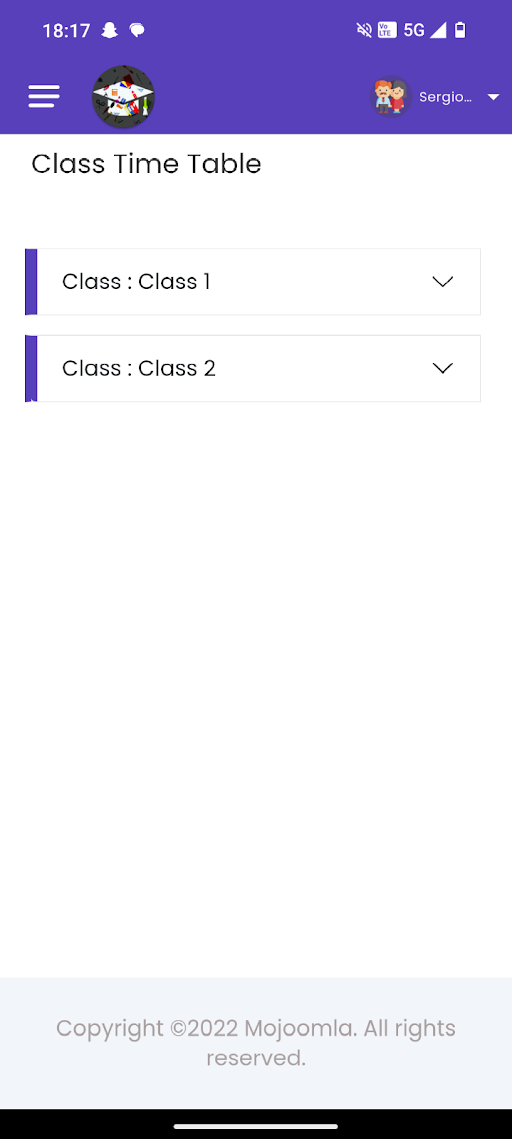 18:17 Vo LTE 5G
Sergio...
Class Time Table
Class : Class 1
Class : Class 2
Copyright ©2022 Mojoomla. All rights
reserved.